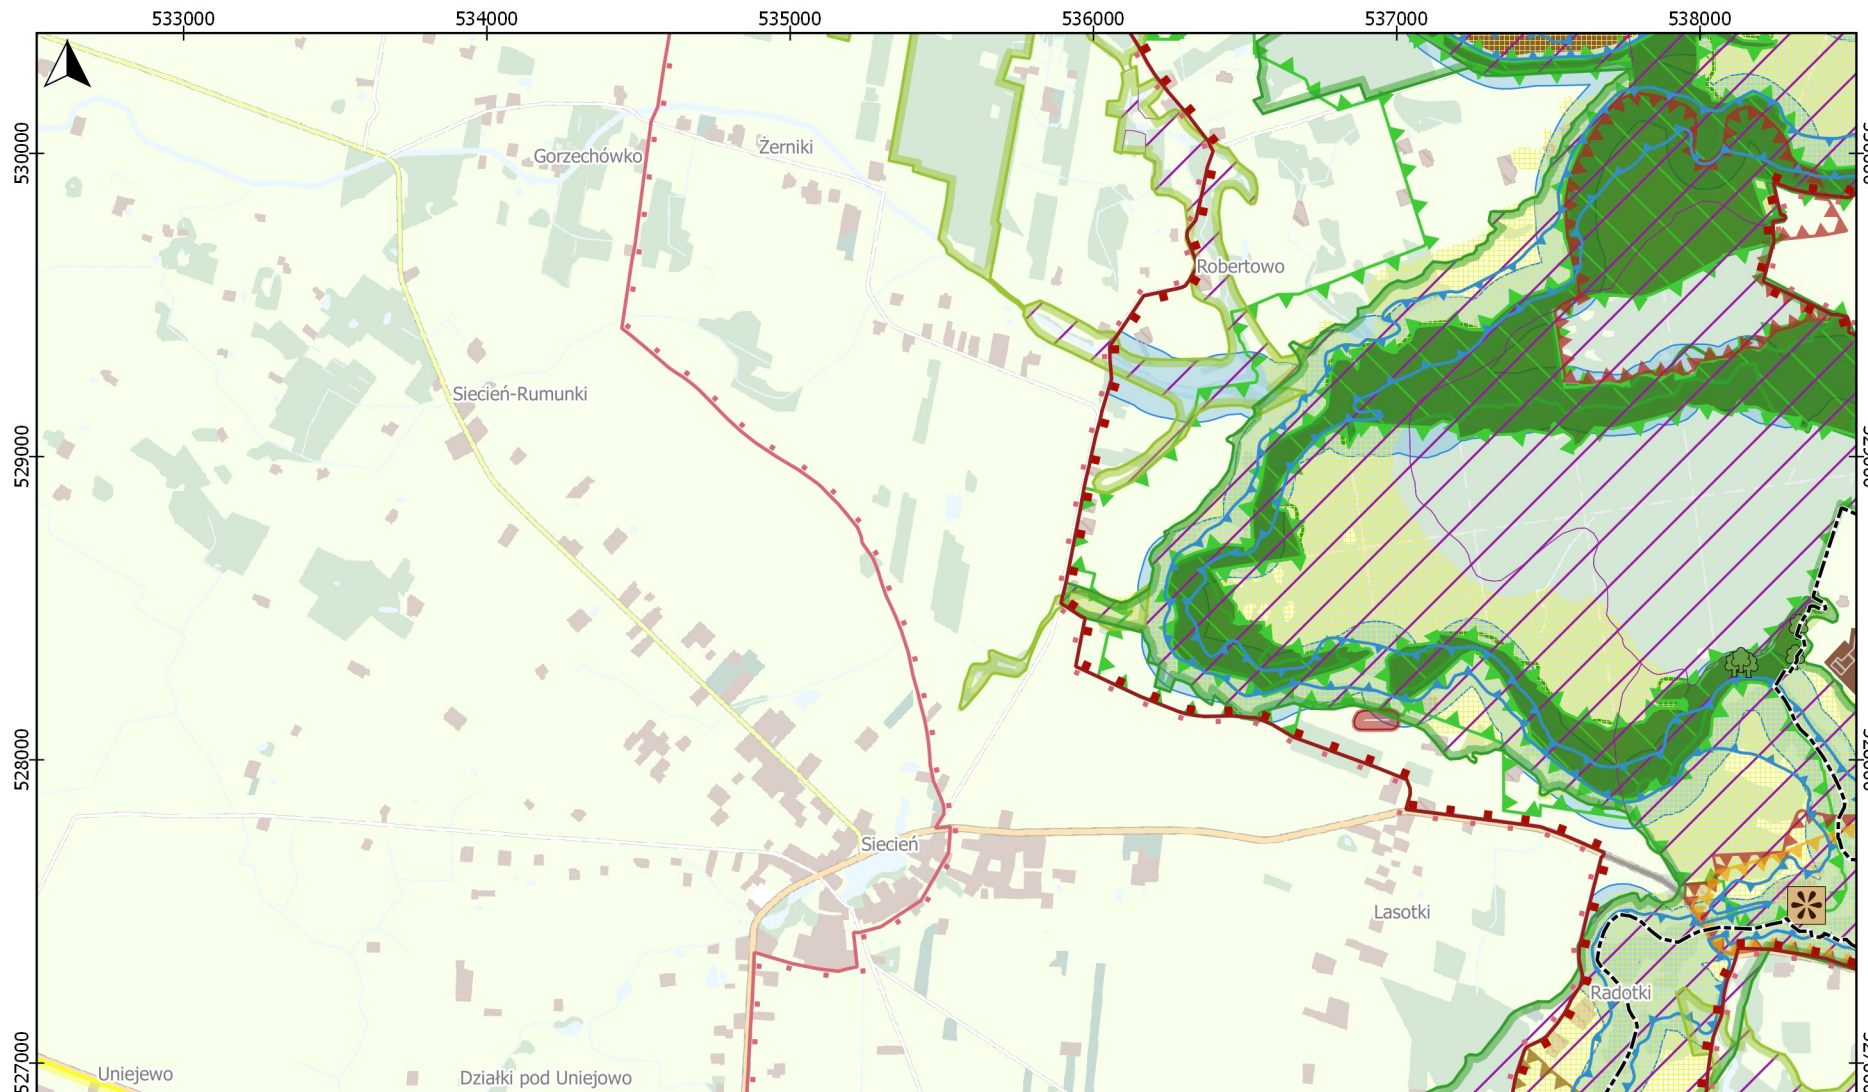 533000 534000 535000 536000 537000 538000
530000
Gorzechówko
Żerniki
Robertowo
Siecień-Rumunki
529000
528000
Siecień
Lasotki
Radotki
527000
Uniejewo
Działki pod Uniejowo